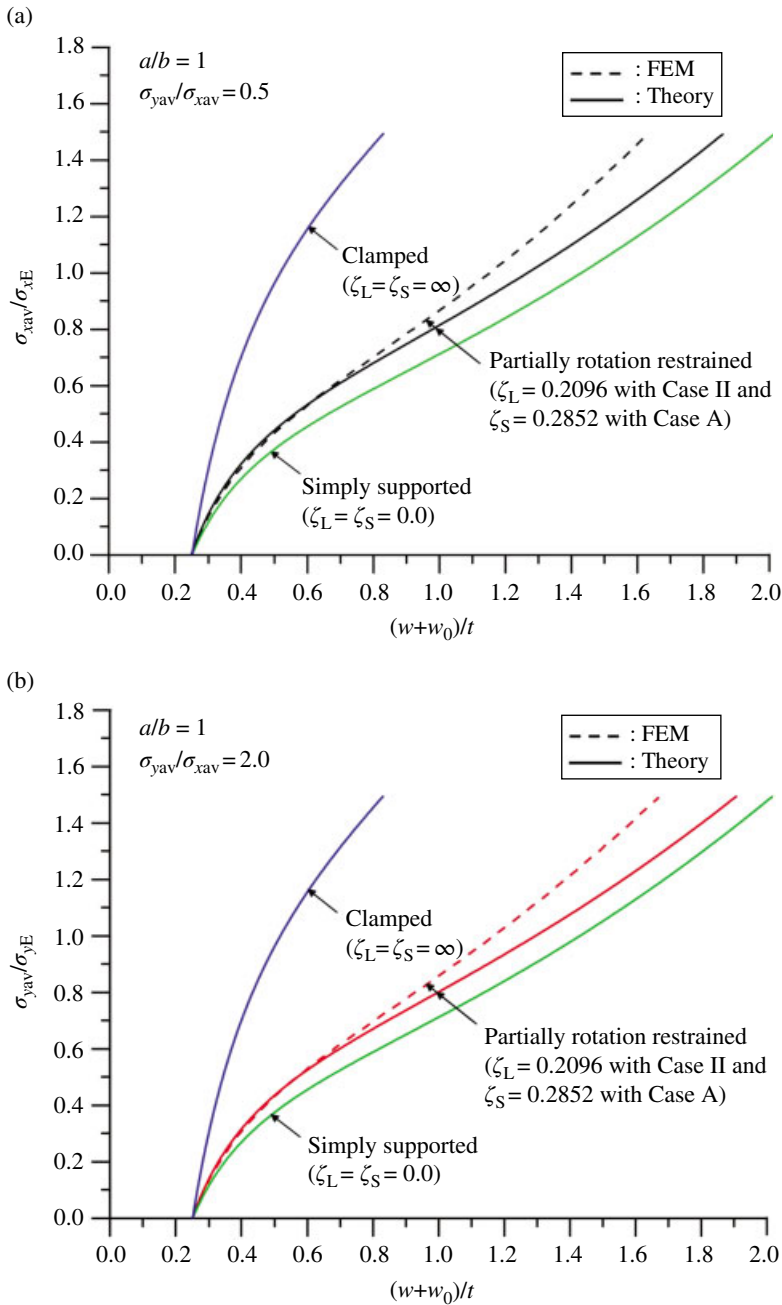 (a)
1.8
1.6
1.4
1.2
1.0
0.8
0.6
0.4
0.2
0.0
σxav/σxE
a/b = 1
σyav/σxav = 0.5
: FEM
: Theory
Clamped
(ζL = ζS = ∞)
Partially rotation restrained
(ζL = 0.2096 with Case II and
ζS = 0.2852 with Case A)
Simply supported
(ζL = ζS = 0.0)
0.0 0.2 0.4 0.6 0.8 1.0 1.2 1.4 1.6 1.8 2.0
(w+w0)/t
(b)
1.8
1.6
1.4
1.2
1.0
0.8
0.6
0.4
0.2
0.0
σyav/σyE
a/b = 1
σyav/σxav = 2.0
: FEM
: Theory
Clamped
(ζL = ζS = ∞)
Partially rotation restrained
(ζL = 0.2096 with Case II and
ζS = 0.2852 with Case A)
Simply supported
(ζL = ζS = 0.0)
0.0 0.2 0.4 0.6 0.8 1.0 1.2 1.4 1.6 1.8 2.0
(w+w0)/t